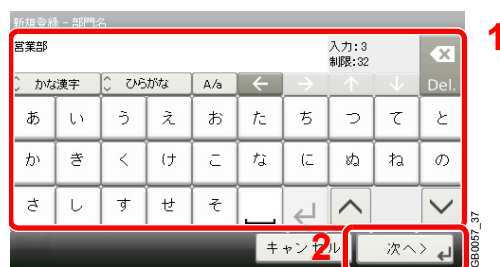 新規登録 - 部門名
営業部
入力:3
制限:32
かな漢字 ひらがな A/a ← → ↑ ↓ Del.
あ い う え お た ち つ て と
か き く け こ な に ぬ ね の
さ し す せ そ
キャンセル 次へ>
1
2
GB0057_37